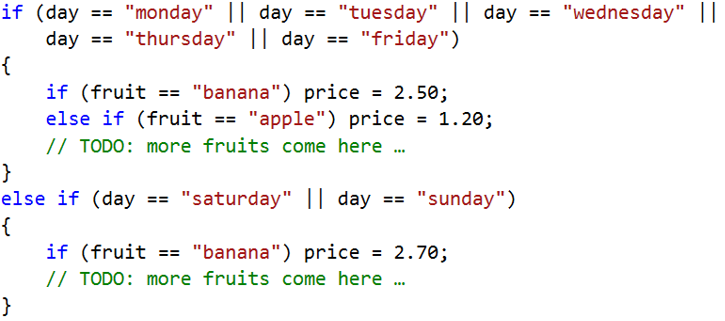 if (day == "monday" || day == "tuesday" || day == "wednesday" ||
    day == "thursday" || day == "friday")
{
    if (fruit == "banana") price = 2.50;
    else if (fruit == "apple") price = 1.20;
    // TODO: more fruits come here …
}
else if (day == "saturday" || day == "sunday")
{
    if (fruit == "banana") price = 2.70;
    // TODO: more fruits come here …
}